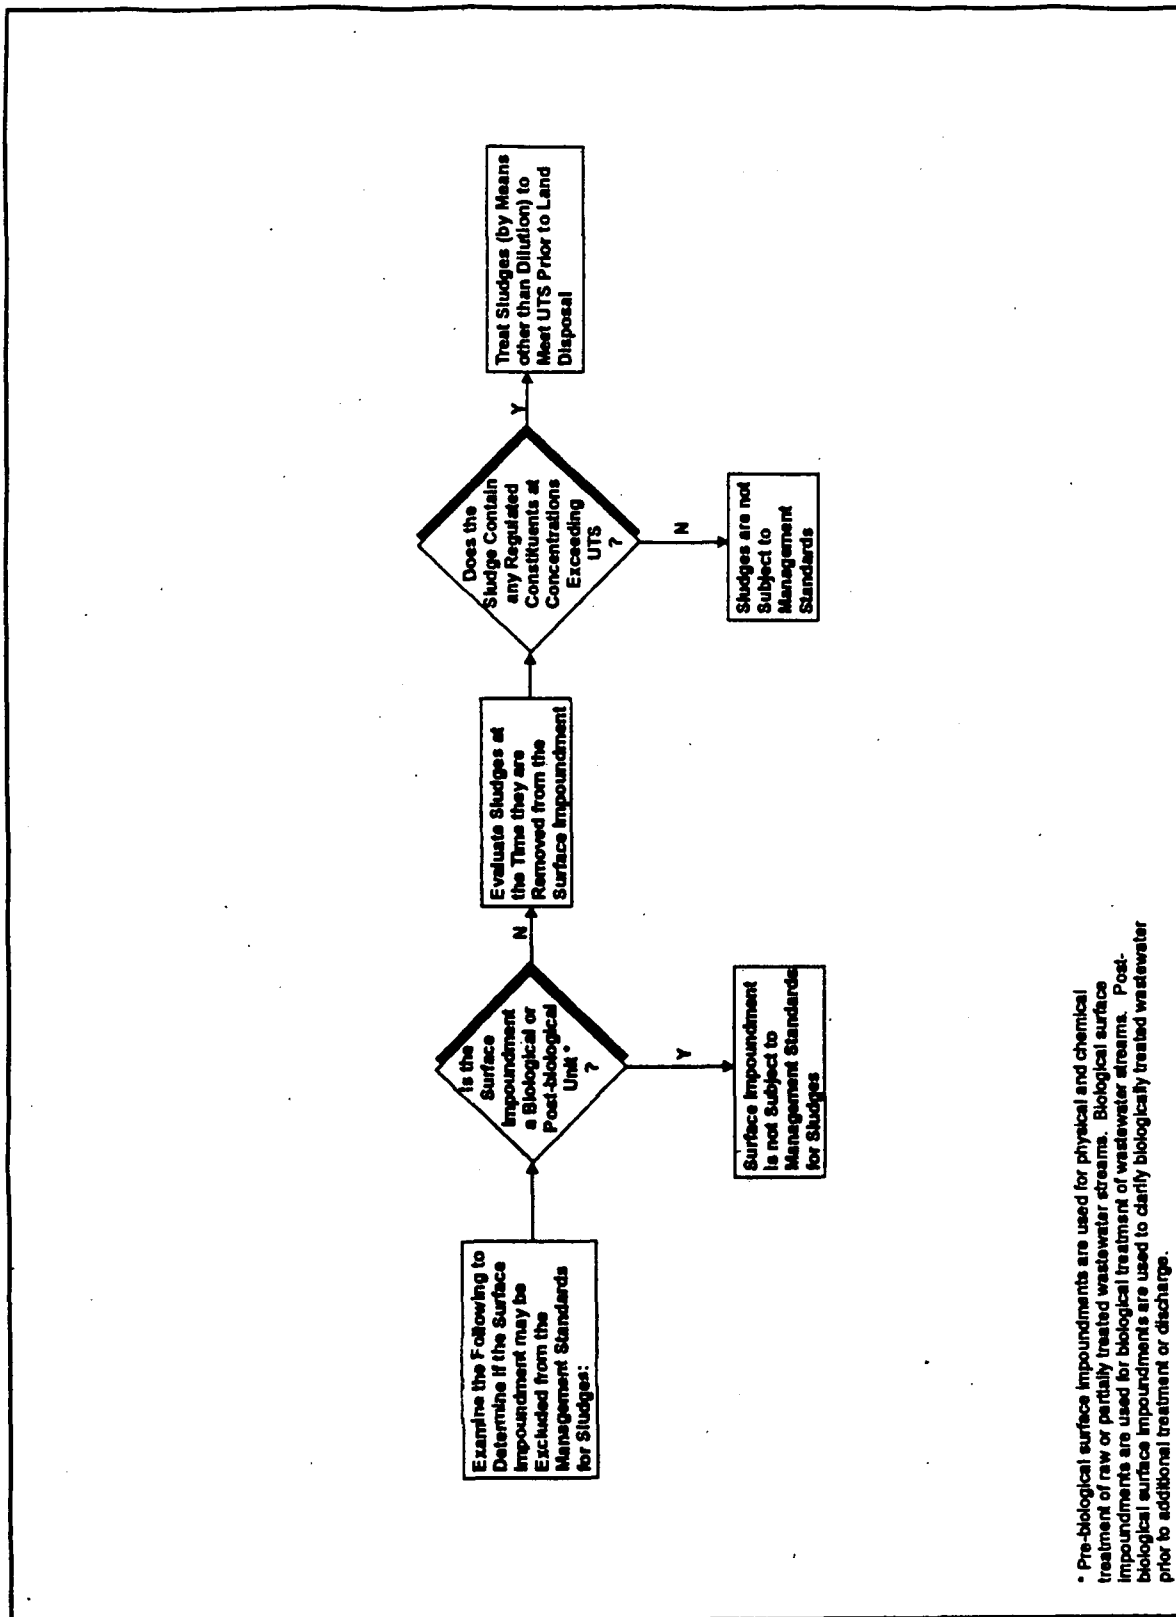 Examine the Following to
Determine if the Surface
Impoundment may be
Excluded from the
Management Standards
for Sludges:
Is the
Surface
Impoundment
a Biological or
Post-biological
Unit *
?
N
Y
Surface Impoundment
is not Subject to
Management Standards
for Sludges
Evaluate Sludges at
the Time they are
Removed from the
Surface Impoundment
Does the
Sludge Contain
any Regulated
Constituents at
Concentrations
Exceeding
UTS
?
Y
N
Treat Sludges (by Means
other than Dilution) to
Meet UTS Prior to Land
Disposal
Sludges are not
Subject to
Management
Standards
* Pre-biological surface impoundments are used for physical and chemical
treatment of raw or partially treated wastewater streams. Biological surface
impoundments are used for biological treatment of wastewater streams. Post-
biological surface impoundments are used to clarify biologically treated wastewater
prior to additional treatment or discharge.